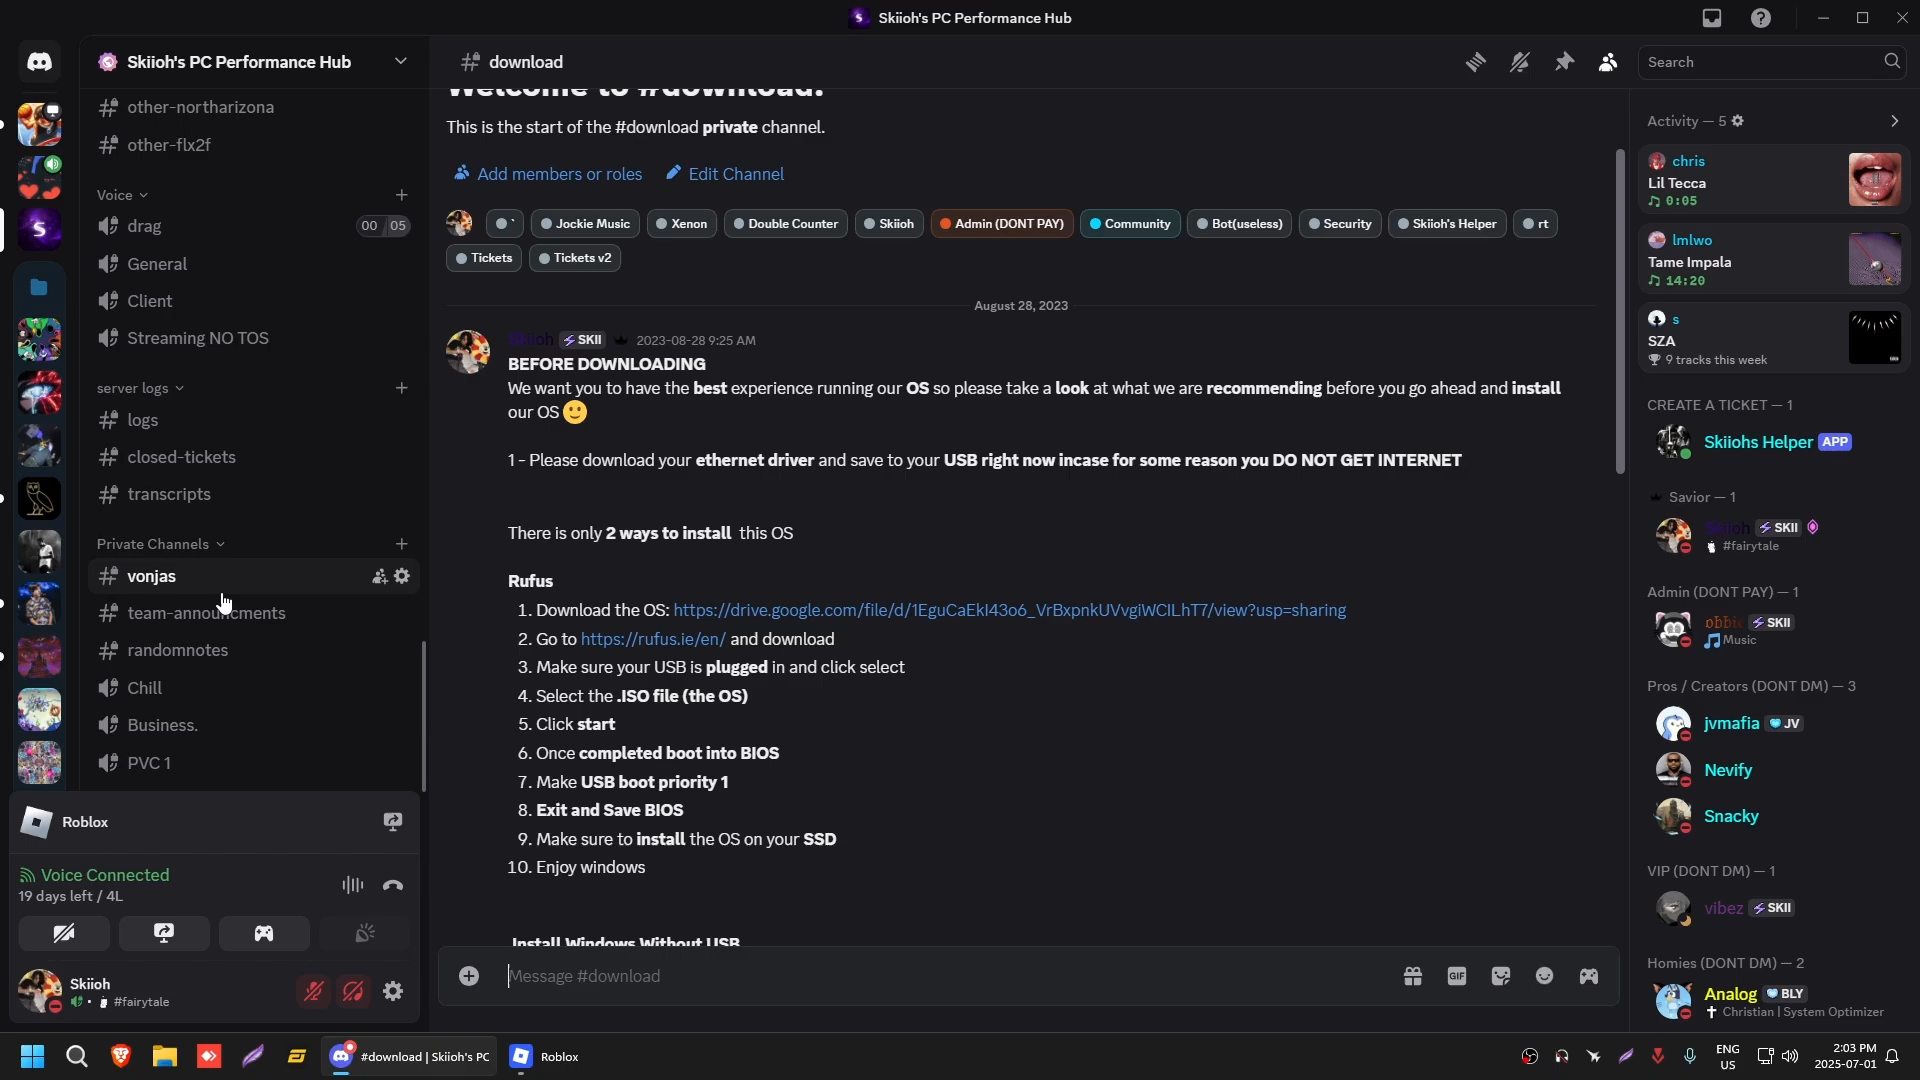 Skiioh's PC Performance Hub
Skiioh's PC Performance Hub
other-northarizona
other-flx2f
Voice
drag
00 05
General
Client
Streaming NO TOS
server logs
logs
closed-tickets
transcripts
Private Channels
vonjas
team-announcments
randomnotes
Chill
Business.
PVC 1
Roblox
Voice Connected
19 days left / 4L
Skiioh
#fairytale
download
Search
Welcome to #download!
This is the start of the #download private channel.
Add members or roles
Edit Channel
`
Jockie Music
Xenon
Double Counter
Skiioh
Admin (DONT PAY)
Community
Bot(useless)
Security
Skiioh's Helper
rt
Tickets
Tickets v2
August 28, 2023
Skiioh SKII 2023-08-28 9:25 AM
BEFORE DOWNLOADING
We want you to have the best experience running our OS so please take a look at what we are recommending before you go ahead and install
our OS 🙂
1 - Please download your ethernet driver and save to your USB right now incase for some reason you DO NOT GET INTERNET
There is only 2 ways to install this OS
Rufus
1. Download the OS: https://drive.google.com/file/d/1EguCaEkI43o6_VrBxpnkUVvgiWCILhT7/view?usp=sharing
2. Go to https://rufus.ie/en/ and download
3. Make sure your USB is plugged in and click select
4. Select the .ISO file (the OS)
5. Click start
6. Once completed boot into BIOS
7. Make USB boot priority 1
8. Exit and Save BIOS
9. Make sure to install the OS on your SSD
10. Enjoy windows
Install Windows Without USB
Message #download
GIF
Activity — 5
chris
Lil Tecca
0:05
lmlwo
Tame Impala
14:20
s
SZA
9 tracks this week
CREATE A TICKET — 1
Skiiohs Helper APP
Savior — 1
Skiioh SKII
#fairytale
Admin (DONT PAY) — 1
obbie SKII
Music
Pros / Creators (DONT DM) — 3
jvmafia JV
Nevify
Snacky
VIP (DONT DM) — 1
vibez SKII
Homies (DONT DM) — 2
Analog BLY
Christian | System Optimizer
#download | Skiioh's PC
Roblox
ENG
US
2:03 PM
2025-07-01